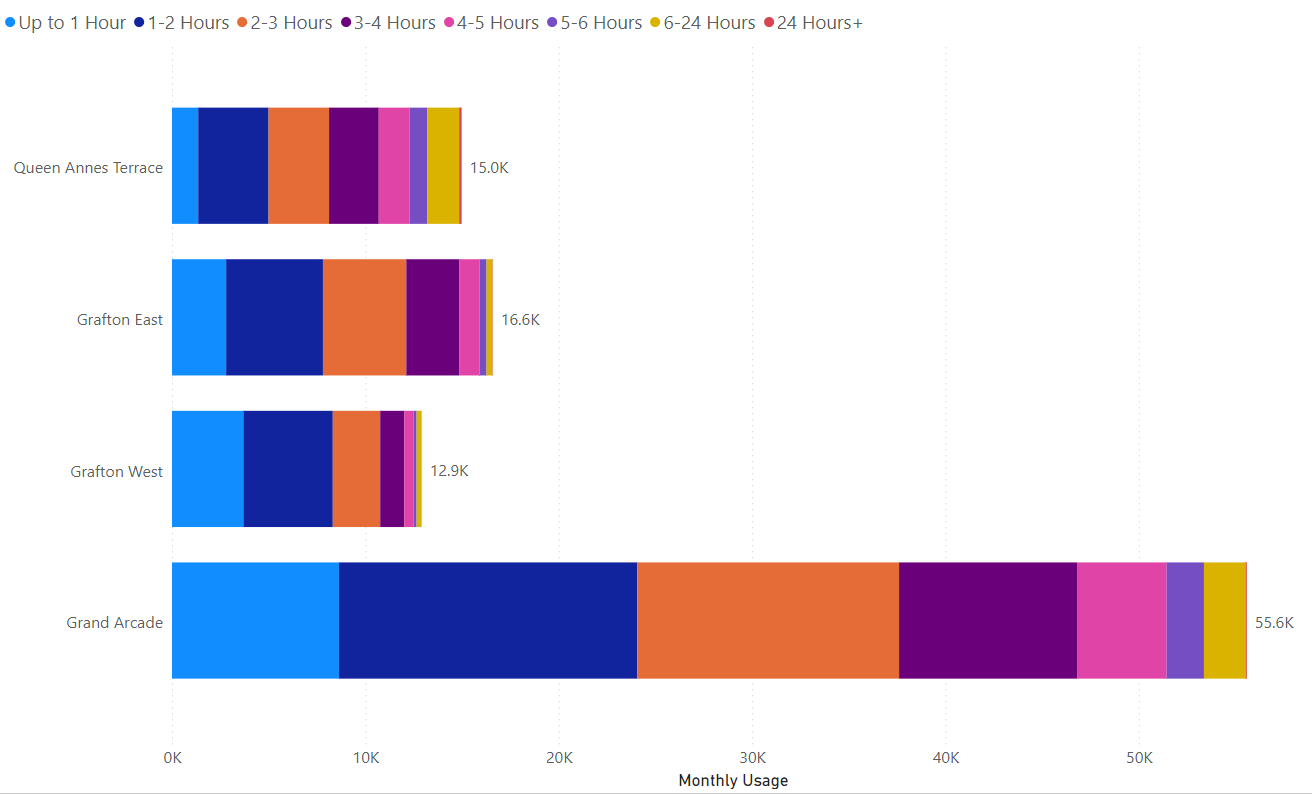 Up to 1 Hour 1-2 Hours 2-3 Hours 3-4 Hours 4-5 Hours 5-6 Hours 6-24 Hours 24 Hours+
Queen Annes Terrace 15.0K
Grafton East 16.6K
Grafton West 12.9K
Grand Arcade 55.6K
0K 10K 20K 30K 40K 50K
Monthly Usage